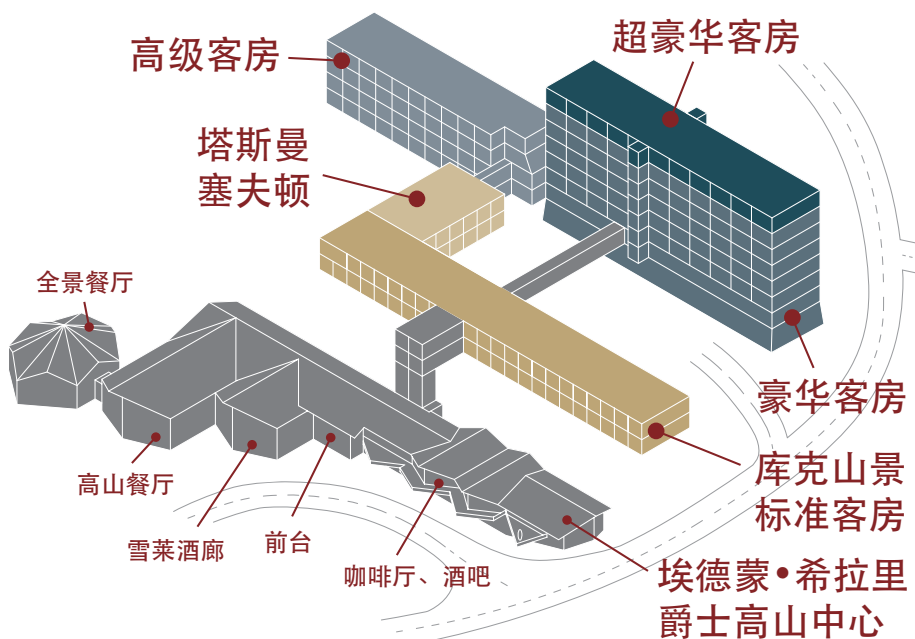 超豪华客房
高级客房
塔斯曼
塞夫顿
全景餐厅
豪华客房
库克山景
标准客房
高山餐厅
雪莱酒廊
前台
咖啡厅、酒吧
埃德蒙•希拉里
爵士高山中心